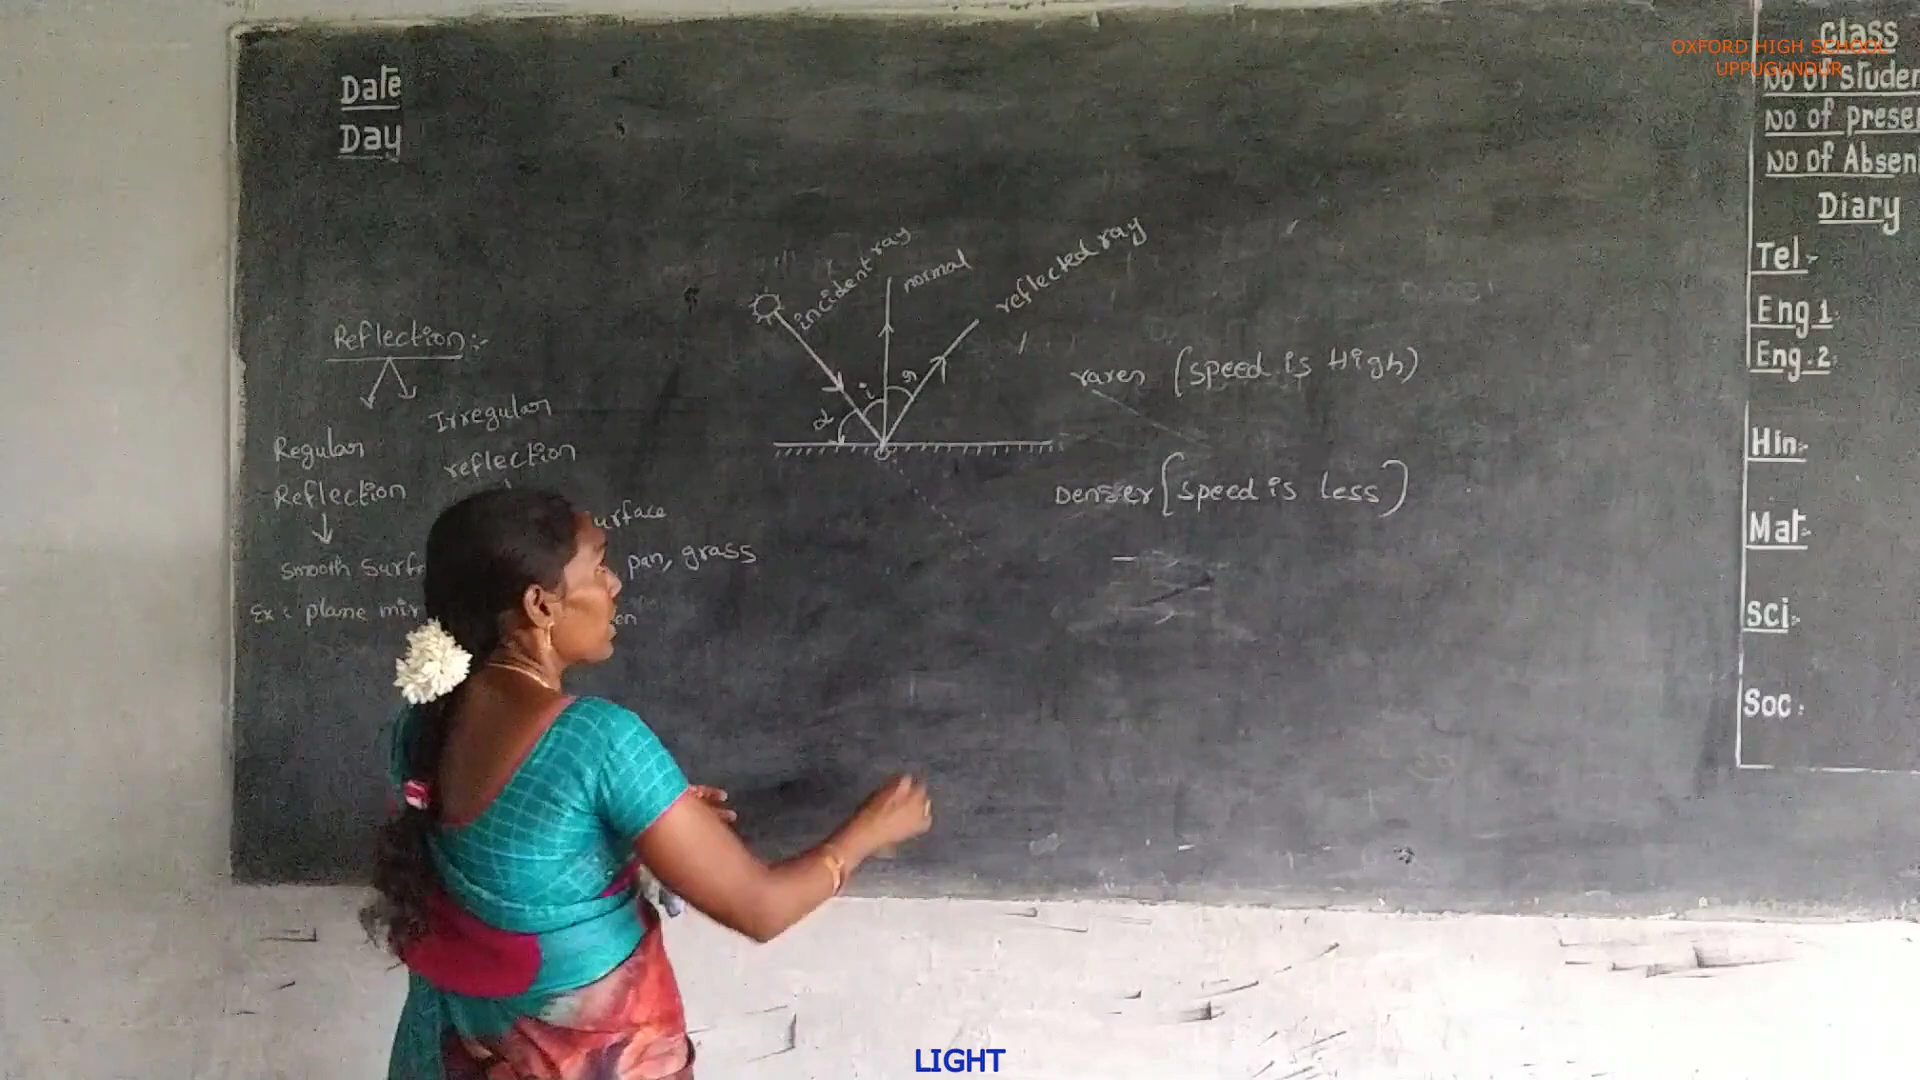 Date
Day
Reflection:-
Regular
Reflection
smooth surf
Ex: plane mir
Irregular
reflection
urface
pan, grass
en
incident ray
normal
reflected ray
i
r
α
rarer (speed is High)
Denser (speed is less)
Class
No of Studen
No of prese
No of Absen
Diary
Tel:-
Eng 1:
Eng.2:
Hin:-
Mat:
Sci:-
Soc:
OXFORD HIGH SCHOOL
UPPUGUNDUR
LIGHT